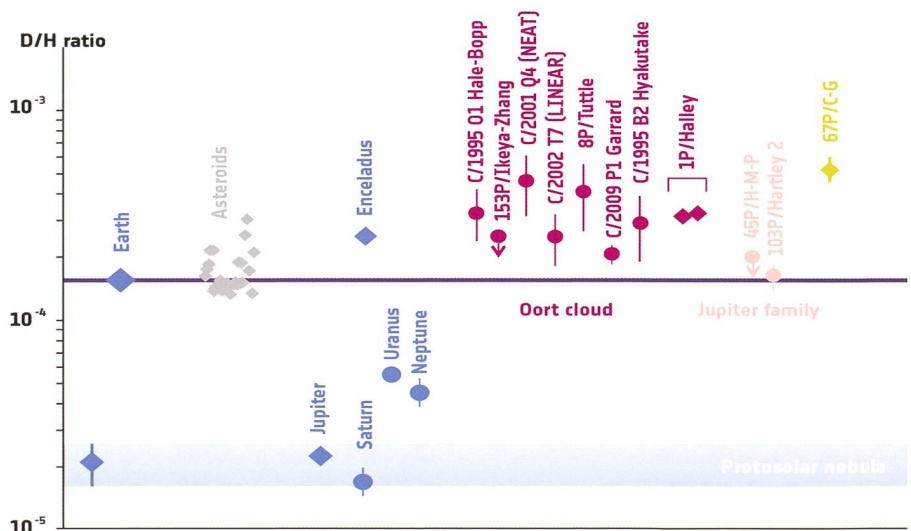 D/H ratio
10⁻³
10⁻⁴
10⁻⁵
Earth
Asteroids
Enceladus
Jupiter
Saturn
Uranus
Neptune
C/1995 O1 Hale-Bopp
153P/Ikeya-Zhang
C/2001 Q4 (NEAT)
C/2002 T7 (LINEAR)
8P/Tuttle
C/2009 P1 Garrard
C/1995 B2 Hyakutake
1P/Halley
45P/H-M-P
103P/Hartley 2
67P/C-G
Oort cloud
Jupiter family
Protosolar nebula